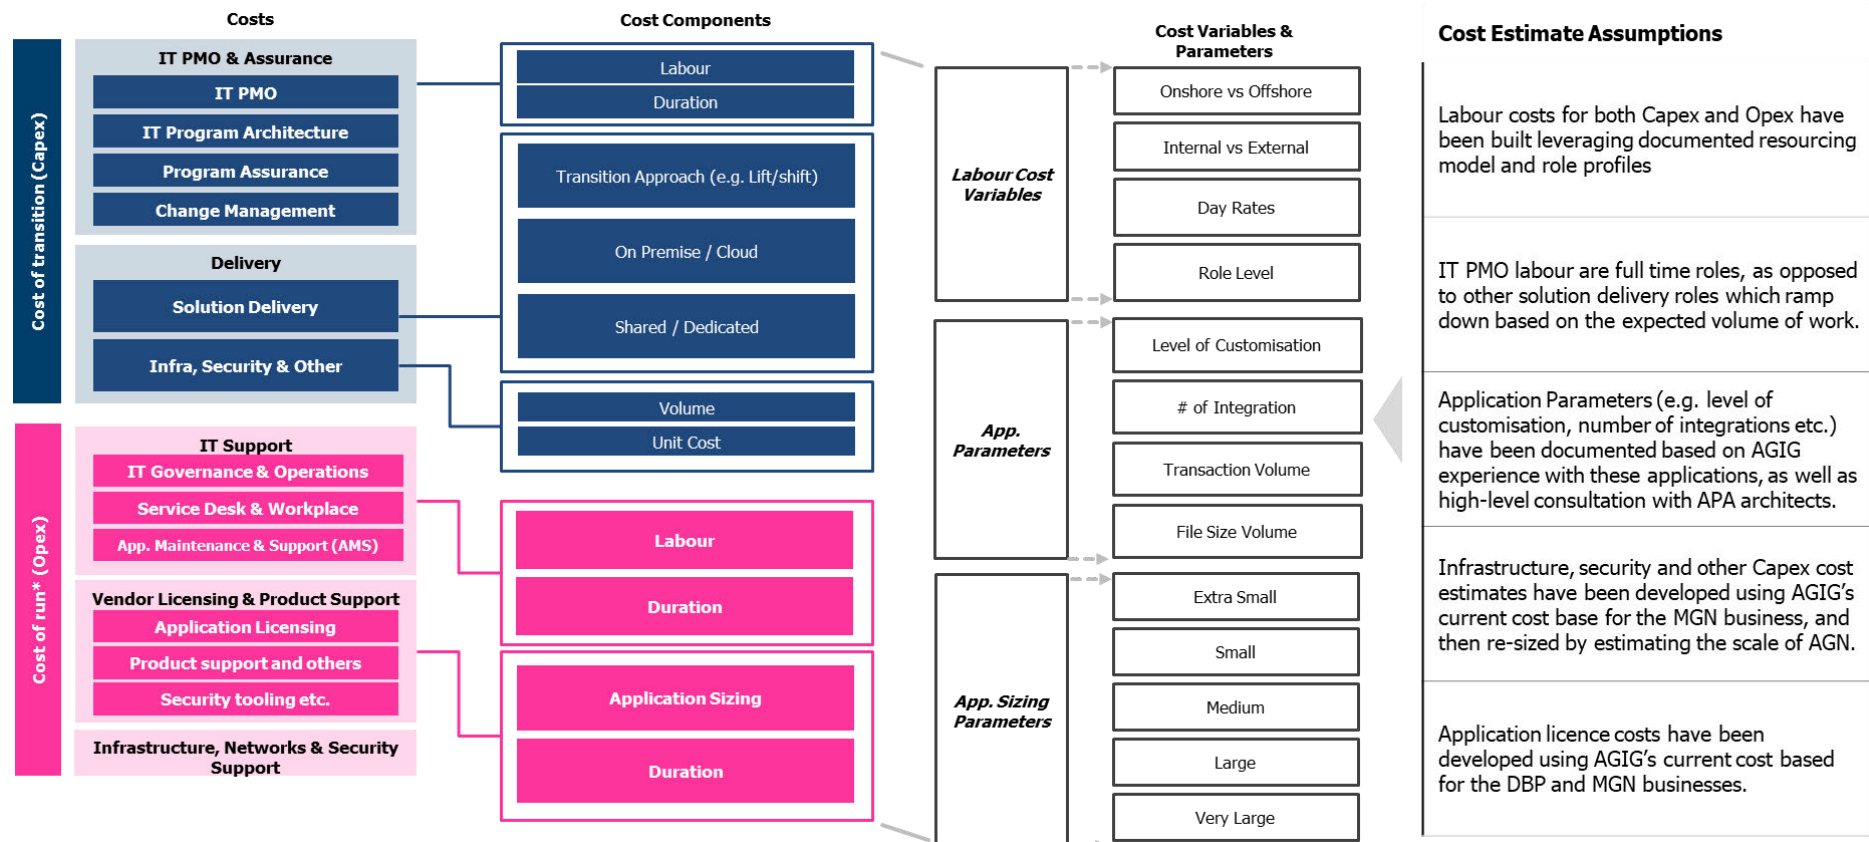 Costs
Cost of transition (Capex)
IT PMO & Assurance
IT PMO
IT Program Architecture
Program Assurance
Change Management
Delivery
Solution Delivery
Infra, Security & Other
Cost of run* (Opex)
IT Support
IT Governance & Operations
Service Desk & Workplace
App. Maintenance & Support (AMS)
Vendor Licensing & Product Support
Application Licensing
Product support and others
Security tooling etc.
Infrastructure, Networks & Security
Support
Cost Components
Labour
Duration
Transition Approach (e.g. Lift/shift)
On Premise / Cloud
Shared / Dedicated
Volume
Unit Cost
Labour
Duration
Application Sizing
Duration
Cost Variables &
Parameters
Labour Cost
Variables
Onshore vs Offshore
Internal vs External
Day Rates
Role Level
App.
Parameters
Level of Customisation
# of Integration
Transaction Volume
File Size Volume
App. Sizing
Parameters
Extra Small
Small
Medium
Large
Very Large
Cost Estimate Assumptions
Labour costs for both Capex and Opex have
been built leveraging documented resourcing
model and role profiles
IT PMO labour are full time roles, as opposed
to other solution delivery roles which ramp
down based on the expected volume of work.
Application Parameters (e.g. level of
customisation, number of integrations etc.)
have been documented based on AGIG
experience with these applications, as well as
high-level consultation with APA architects.
Infrastructure, security and other Capex cost
estimates have been developed using AGIG's
current cost base for the MGN business, and
then re-sized by estimating the scale of AGN.
Application licence costs have been
developed using AGIG's current cost based
for the DBP and MGN businesses.